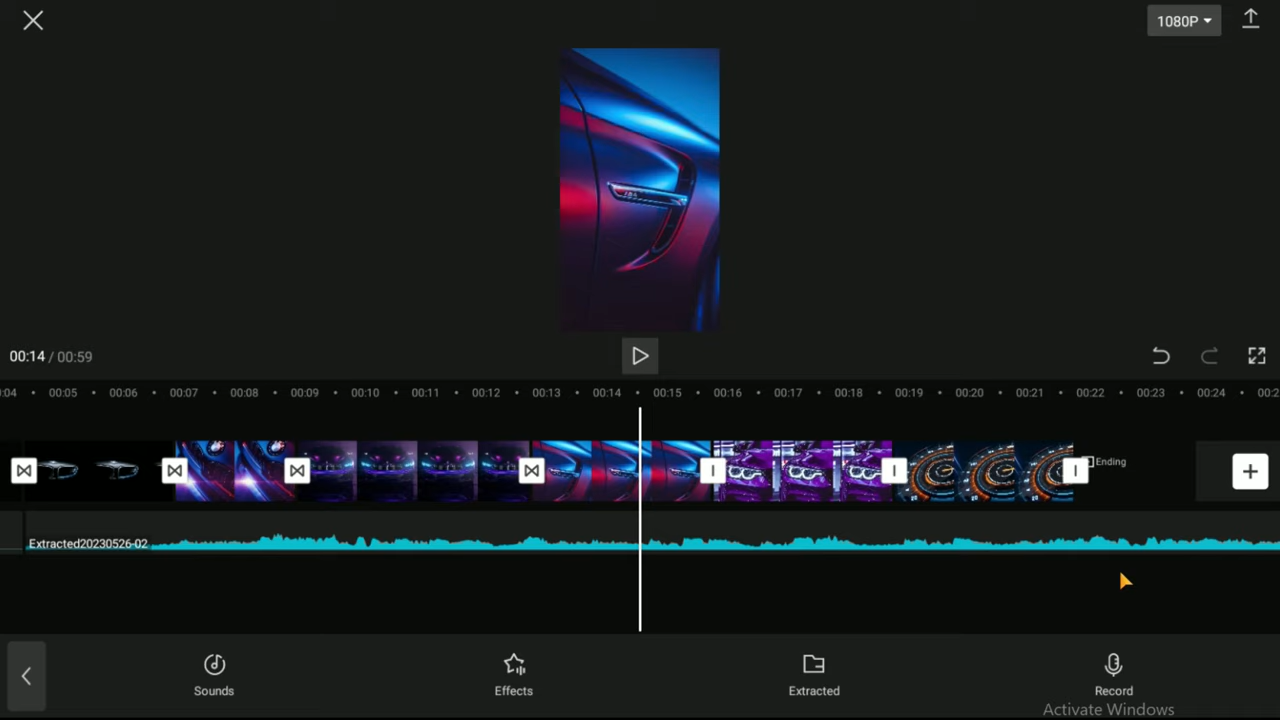 1080P
00:14 / 00:59
:04 00:05 00:06 00:07 00:08 00:09 00:10 00:11 00:12 00:13 00:14 00:15 00:16 00:17 00:18 00:19 00:20 00:21 00:22 00:23 00:24 00:2
Ending
Extracted20230526-02
Sounds Effects Extracted Record
Activate Windows